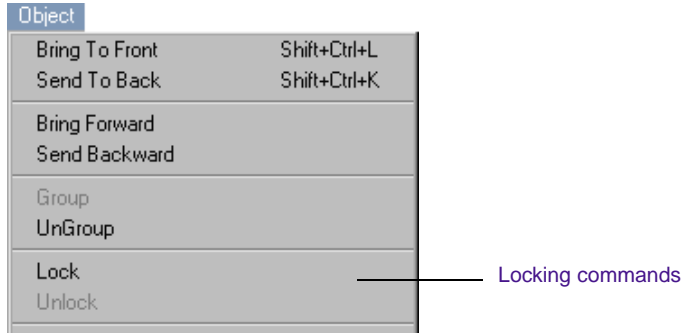 Object
Bring To Front Shift+Ctrl+L
Send To Back Shift+Ctrl+K
Bring Forward
Send Backward
Group
UnGroup
Lock
Locking commands
Unlock